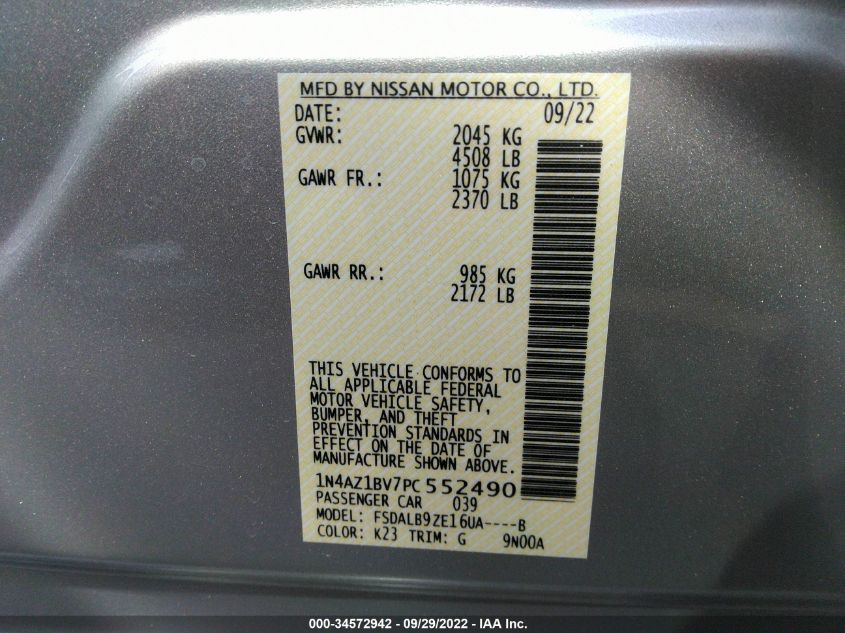 MFD BY NISSAN MOTOR CO., LTD.
DATE: 09/22
GVWR: 2045 KG
4508 LB
GAWR FR.: 1075 KG
2370 LB
GAWR RR.: 985 KG
2172 LB
THIS VEHICLE CONFORMS TO
ALL APPLICABLE FEDERAL
MOTOR VEHICLE SAFETY,
BUMPER, AND THEFT
PREVENTION STANDARDS IN
EFFECT ON THE DATE OF
MANUFACTURE SHOWN ABOVE.
1N4AZ1BV7PC552490
PASSENGER CAR 039
MODEL: FSDALB9ZE16UA----B
COLOR: K23 TRIM: G 9N00A
000-34572942 - 09/29/2022 - IAA Inc.